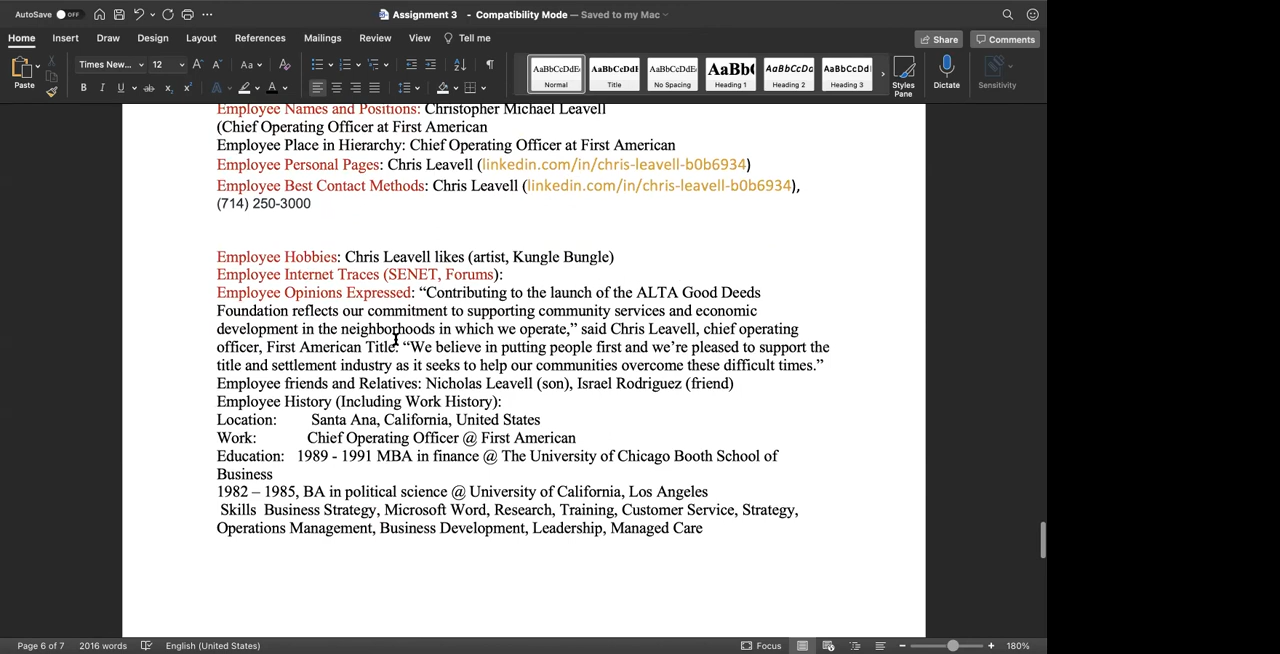 AutoSave OFF Assignment 3 - Compatibility Mode — Saved to my Mac
Home Insert Draw Design Layout References Mailings Review View Tell me Share Comments
Paste Times New... 12 A^ A˅ Aa AaBbCcDdE AaBbCcDdI AaBbCcDdE AaBb( AaBbCcDc AaBbCcDdI
B I U ab x₂ x² A A Normal Title No Spacing Heading 1 Heading 2 Heading 3 Styles Pane Dictate Sensitivity
Employee Names and Positions: Christopher Michael Leavell
(Chief Operating Officer at First American
Employee Place in Hierarchy: Chief Operating Officer at First American
Employee Personal Pages: Chris Leavell (linkedin.com/in/chris-leavell-b0b6934)
Employee Best Contact Methods: Chris Leavell (linkedin.com/in/chris-leavell-b0b6934),
(714) 250-3000
Employee Hobbies: Chris Leavell likes (artist, Kungle Bungle)
Employee Internet Traces (SENET, Forums):
Employee Opinions Expressed: “Contributing to the launch of the ALTA Good Deeds
Foundation reflects our commitment to supporting community services and economic
development in the neighborhoods in which we operate,” said Chris Leavell, chief operating
officer, First American Title. “We believe in putting people first and we’re pleased to support the
title and settlement industry as it seeks to help our communities overcome these difficult times.”
Employee friends and Relatives: Nicholas Leavell (son), Israel Rodriguez (friend)
Employee History (Including Work History):
Location: Santa Ana, California, United States
Work: Chief Operating Officer @ First American
Education: 1989 - 1991 MBA in finance @ The University of Chicago Booth School of
Business
1982 – 1985, BA in political science @ University of California, Los Angeles
Skills Business Strategy, Microsoft Word, Research, Training, Customer Service, Strategy,
Operations Management, Business Development, Leadership, Managed Care
Page 6 of 7 2016 words English (United States) Focus 180%